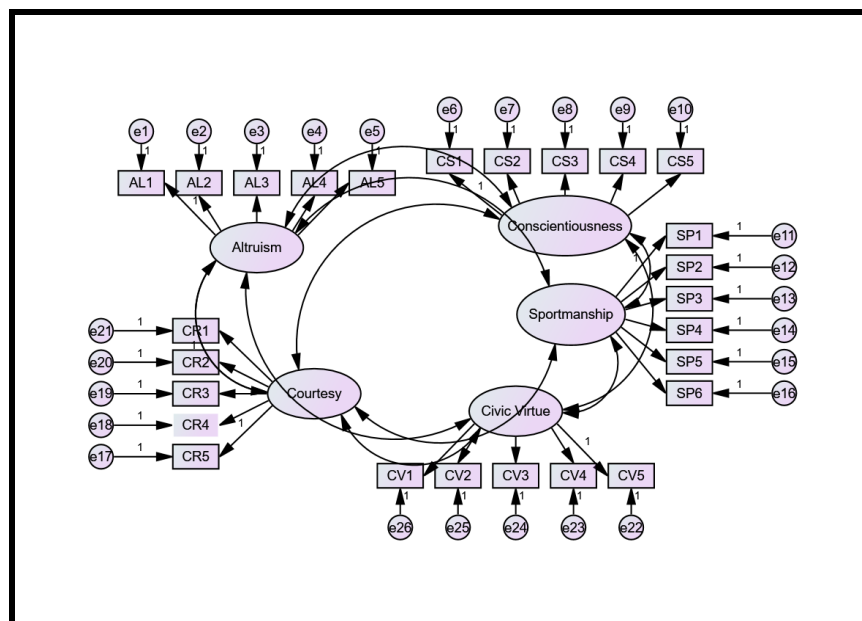 e1 e2 e3 e4 e5
1 1 1 1 1
AL1 AL2 AL3 AL4 AL5
1
Altruism
e6 e7 e8 e9 e10
1 1 1 1 1
CS1 CS2 CS3 CS4 CS5
1
Conscientiousness
SP1 1 e11
1
SP2 1 e12
SP3 1 e13
SP4 1 e14
SP5 1 e15
SP6 1 e16
Sportmanship
e21 1 CR1
e20 1 CR2
1
e19 1 CR3
e18 1 CR4
e17 1 CR5
1
Courtesy
Civic Virtue
1
CV1 CV2 CV3 CV4 CV5
1 1 1 1 1
e26 e25 e24 e23 e22